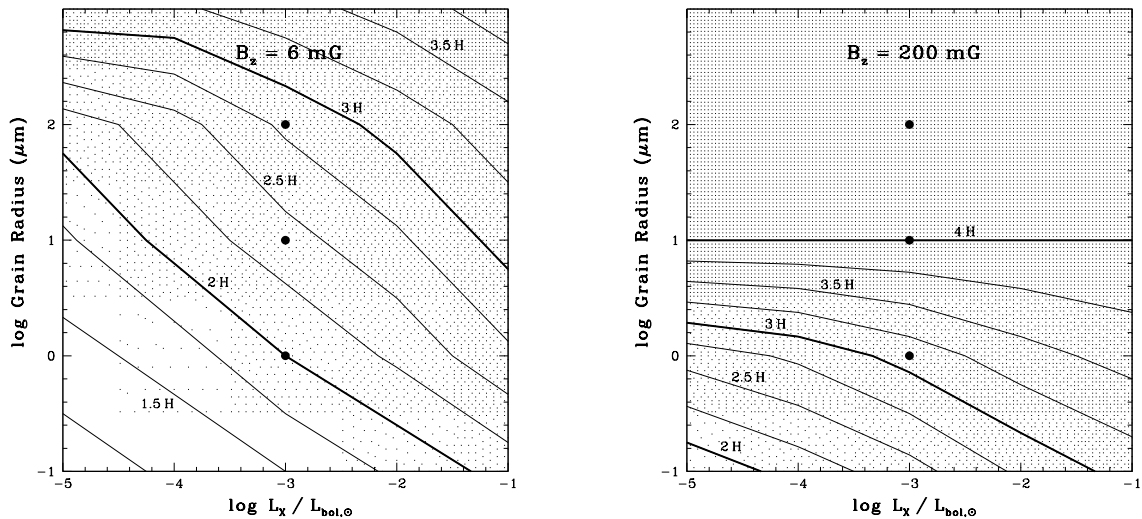 B_z = 6 mG
3.5 H
3 H
2.5 H
2 H
1.5 H
2
1
0
−1
−5
−4
−3
−2
−1
log Grain Radius (μm)
log L_X / L_bol,⊙
B_z = 200 mG
4 H
3.5 H
3 H
2.5 H
2 H
2
1
0
−1
−5
−4
−3
−2
−1
log Grain Radius (μm)
log L_X / L_bol,⊙